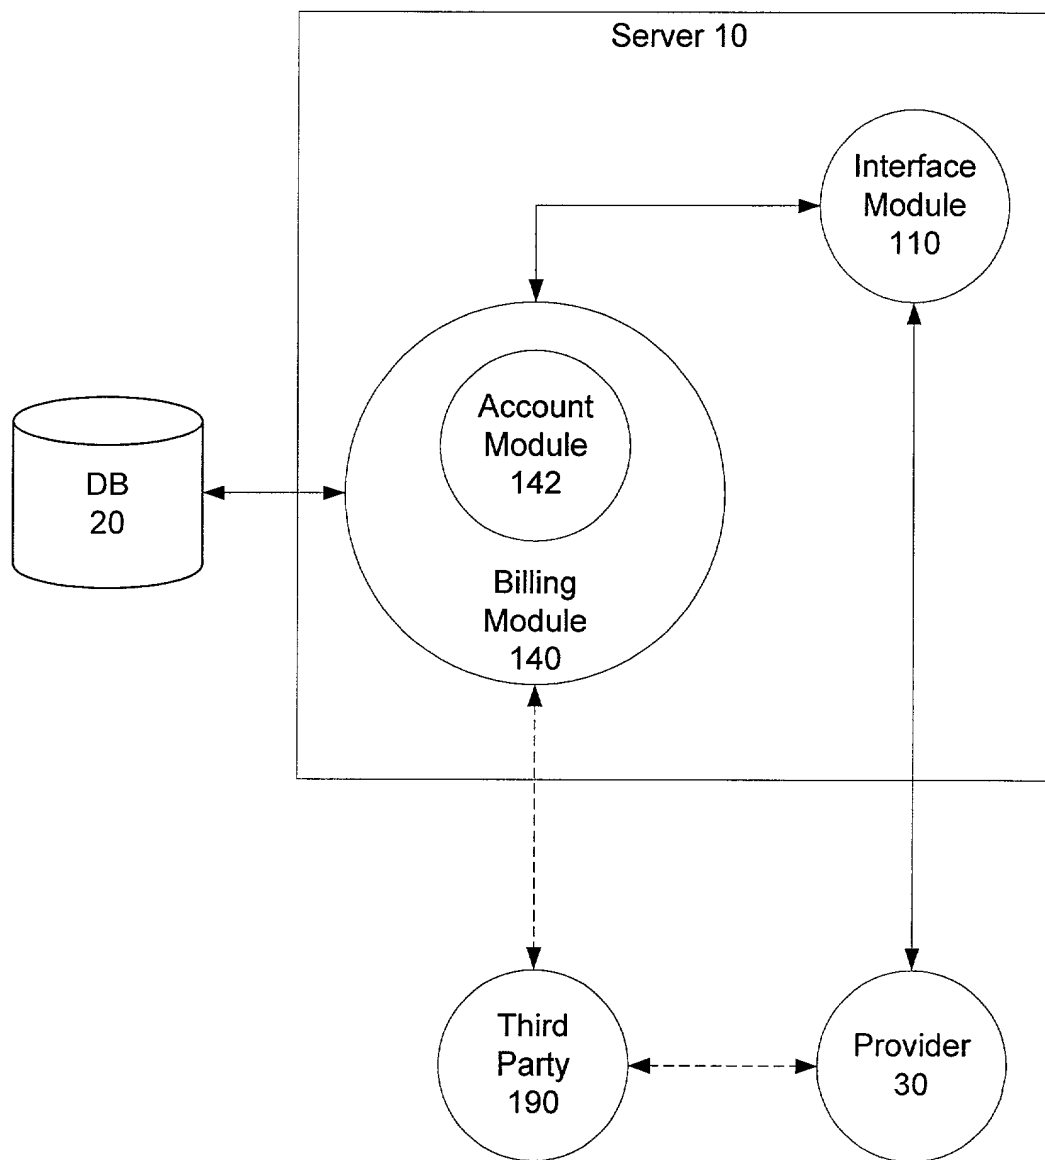 Server 10
Interface
Module
110
Account
Module
142
DB
20
Billing
Module
140
Third
Party
190
Provider
30